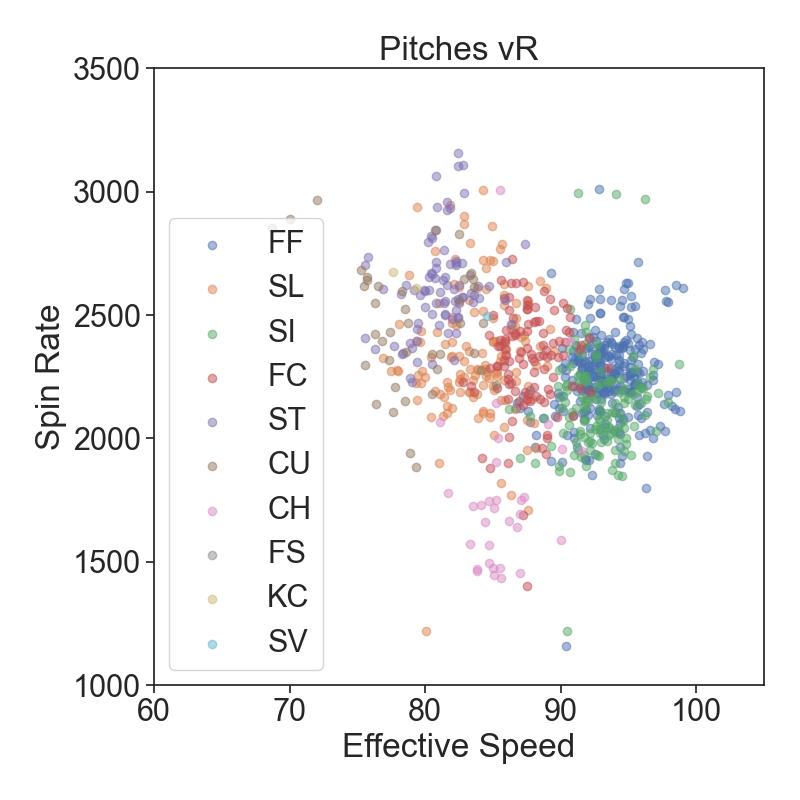 Pitches vR
3500
3000
2500
2000
1500
1000
Spin Rate
FF
SL
SI
FC
ST
CU
CH
FS
KC
SV
60
70
80
90
100
Effective Speed